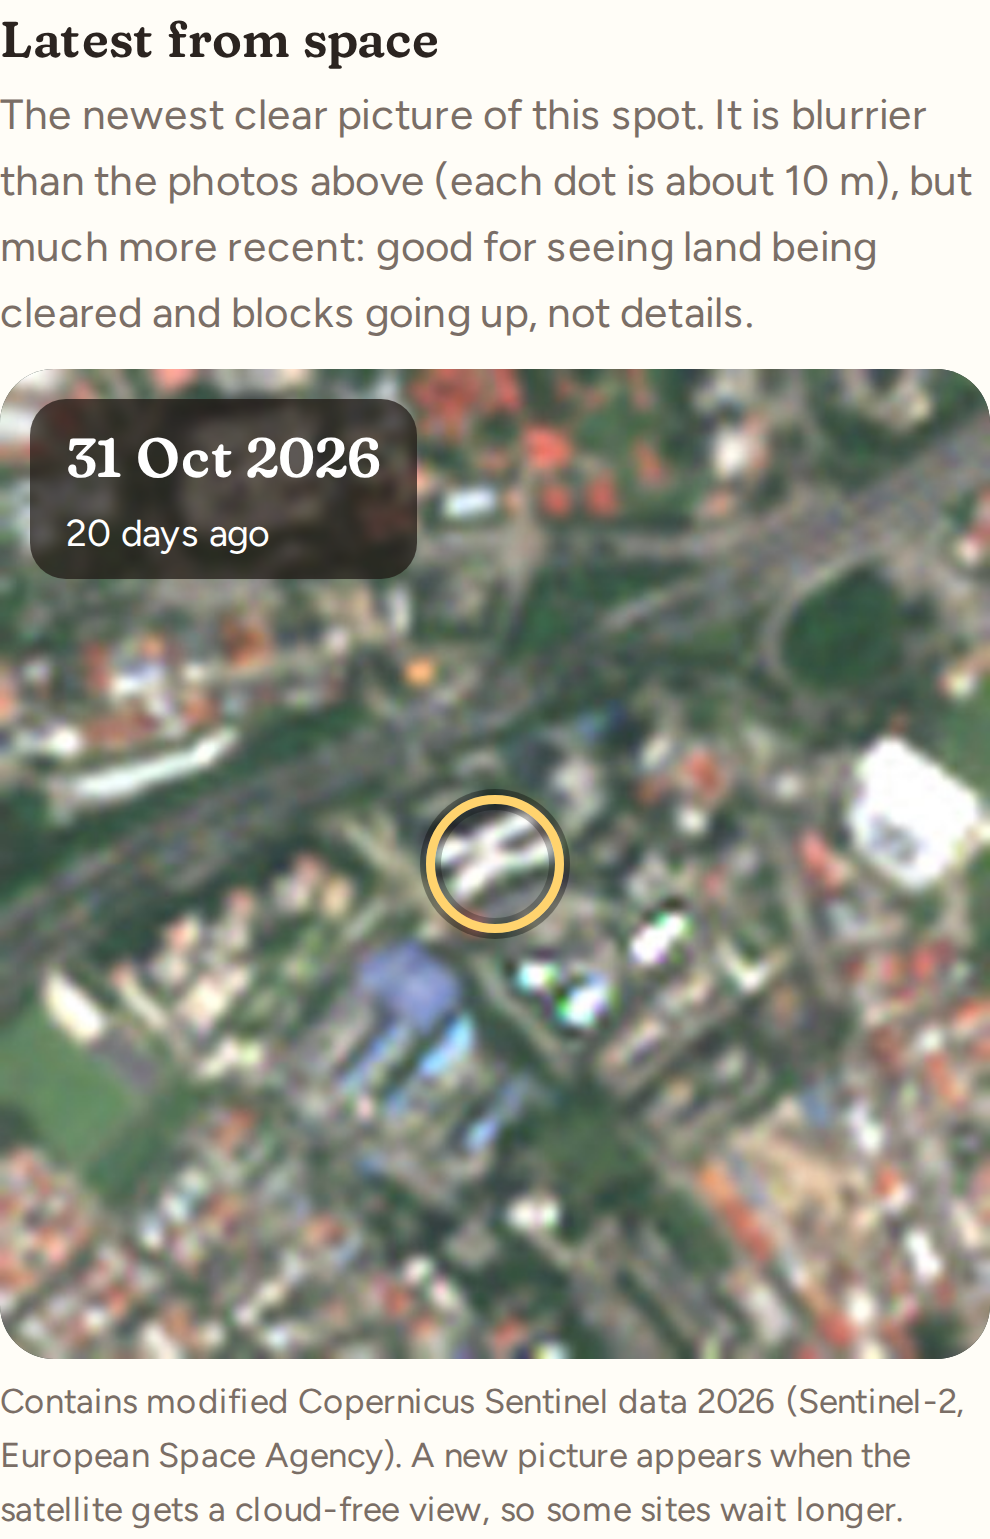 Latest from space
The newest clear picture of this spot. It is blurrier
than the photos above (each dot is about 10 m), but
much more recent: good for seeing land being
cleared and blocks going up, not details.
31 Oct 2026
20 days ago
Contains modified Copernicus Sentinel data 2026 (Sentinel-2,
European Space Agency). A new picture appears when the
satellite gets a cloud-free view, so some sites wait longer.